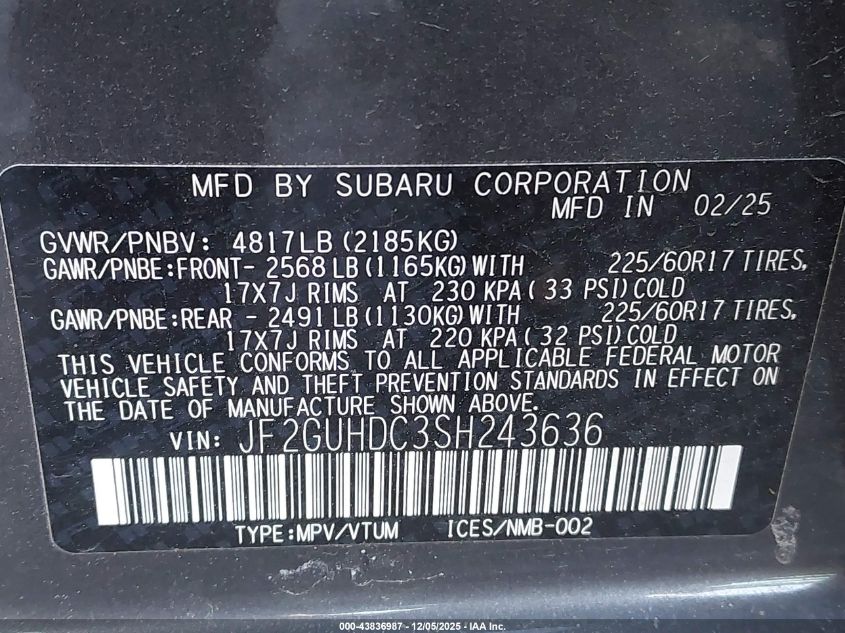 MFD BY SUBARU CORPORATION
MFD IN 02/25
GVWR/PNBV: 4817LB (2185KG)
GAWR/PNBE:FRONT- 2568 LB (1165KG) WITH 225/60R17 TIRES,
17X7J RIMS AT 230 KPA ( 33 PSI) COLD
GAWR/PNBE:REAR - 2491 LB (1130KG) WITH 225/60R17 TIRES,
17X7J RIMS AT 220 KPA ( 32 PSI) COLD
THIS VEHICLE CONFORMS TO ALL APPLICABLE FEDERAL MOTOR
VEHICLE SAFETY AND THEFT PREVENTION STANDARDS IN EFFECT ON
THE DATE OF MANUFACTURE SHOWN ABOVE.
VIN: JF2GUHDC3SH243636
TYPE:MPV/VTUM ICES/NMB-002
000-43836987 - 12/05/2025 - IAA Inc.